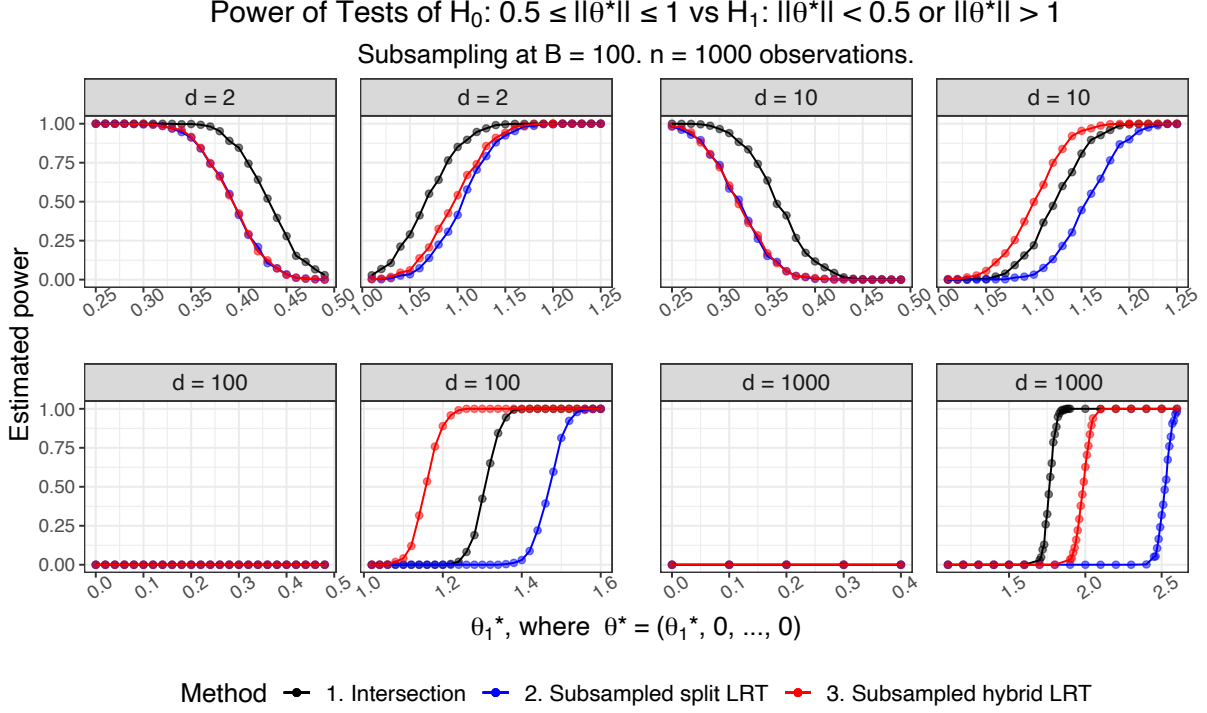 Power of Tests of H₀: 0.5 ≤ ||θ*|| ≤ 1 vs H₁: ||θ*|| < 0.5 or ||θ*|| > 1
Subsampling at B = 100. n = 1000 observations.
d = 2 d = 2 d = 10 d = 10
1.00
0.75
0.50
0.25
0.00
0.25 0.30 0.35 0.40 0.45 0.50 1.00 1.05 1.10 1.15 1.20 1.25 0.25 0.30 0.35 0.40 0.45 0.50 1.00 1.05 1.10 1.15 1.20 1.25
Estimated power
d = 100 d = 100 d = 1000 d = 1000
1.00
0.75
0.50
0.25
0.00
0.0 0.1 0.2 0.3 0.4 0.5 1.0 1.2 1.4 1.6 0.0 0.1 0.2 0.3 0.4 1.5 2.0 2.5
θ₁*, where θ* = (θ₁*, 0, ..., 0)
Method 1. Intersection 2. Subsampled split LRT 3. Subsampled hybrid LRT